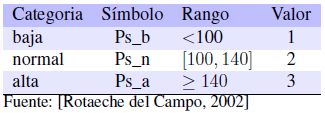 Categoria Símbolo Rango Valor
baja Ps_b <100 1
normal Ps_n [100, 140] 2
alta Ps_a ≥ 140 3
Fuente: [Rotaeche del Campo, 2002]